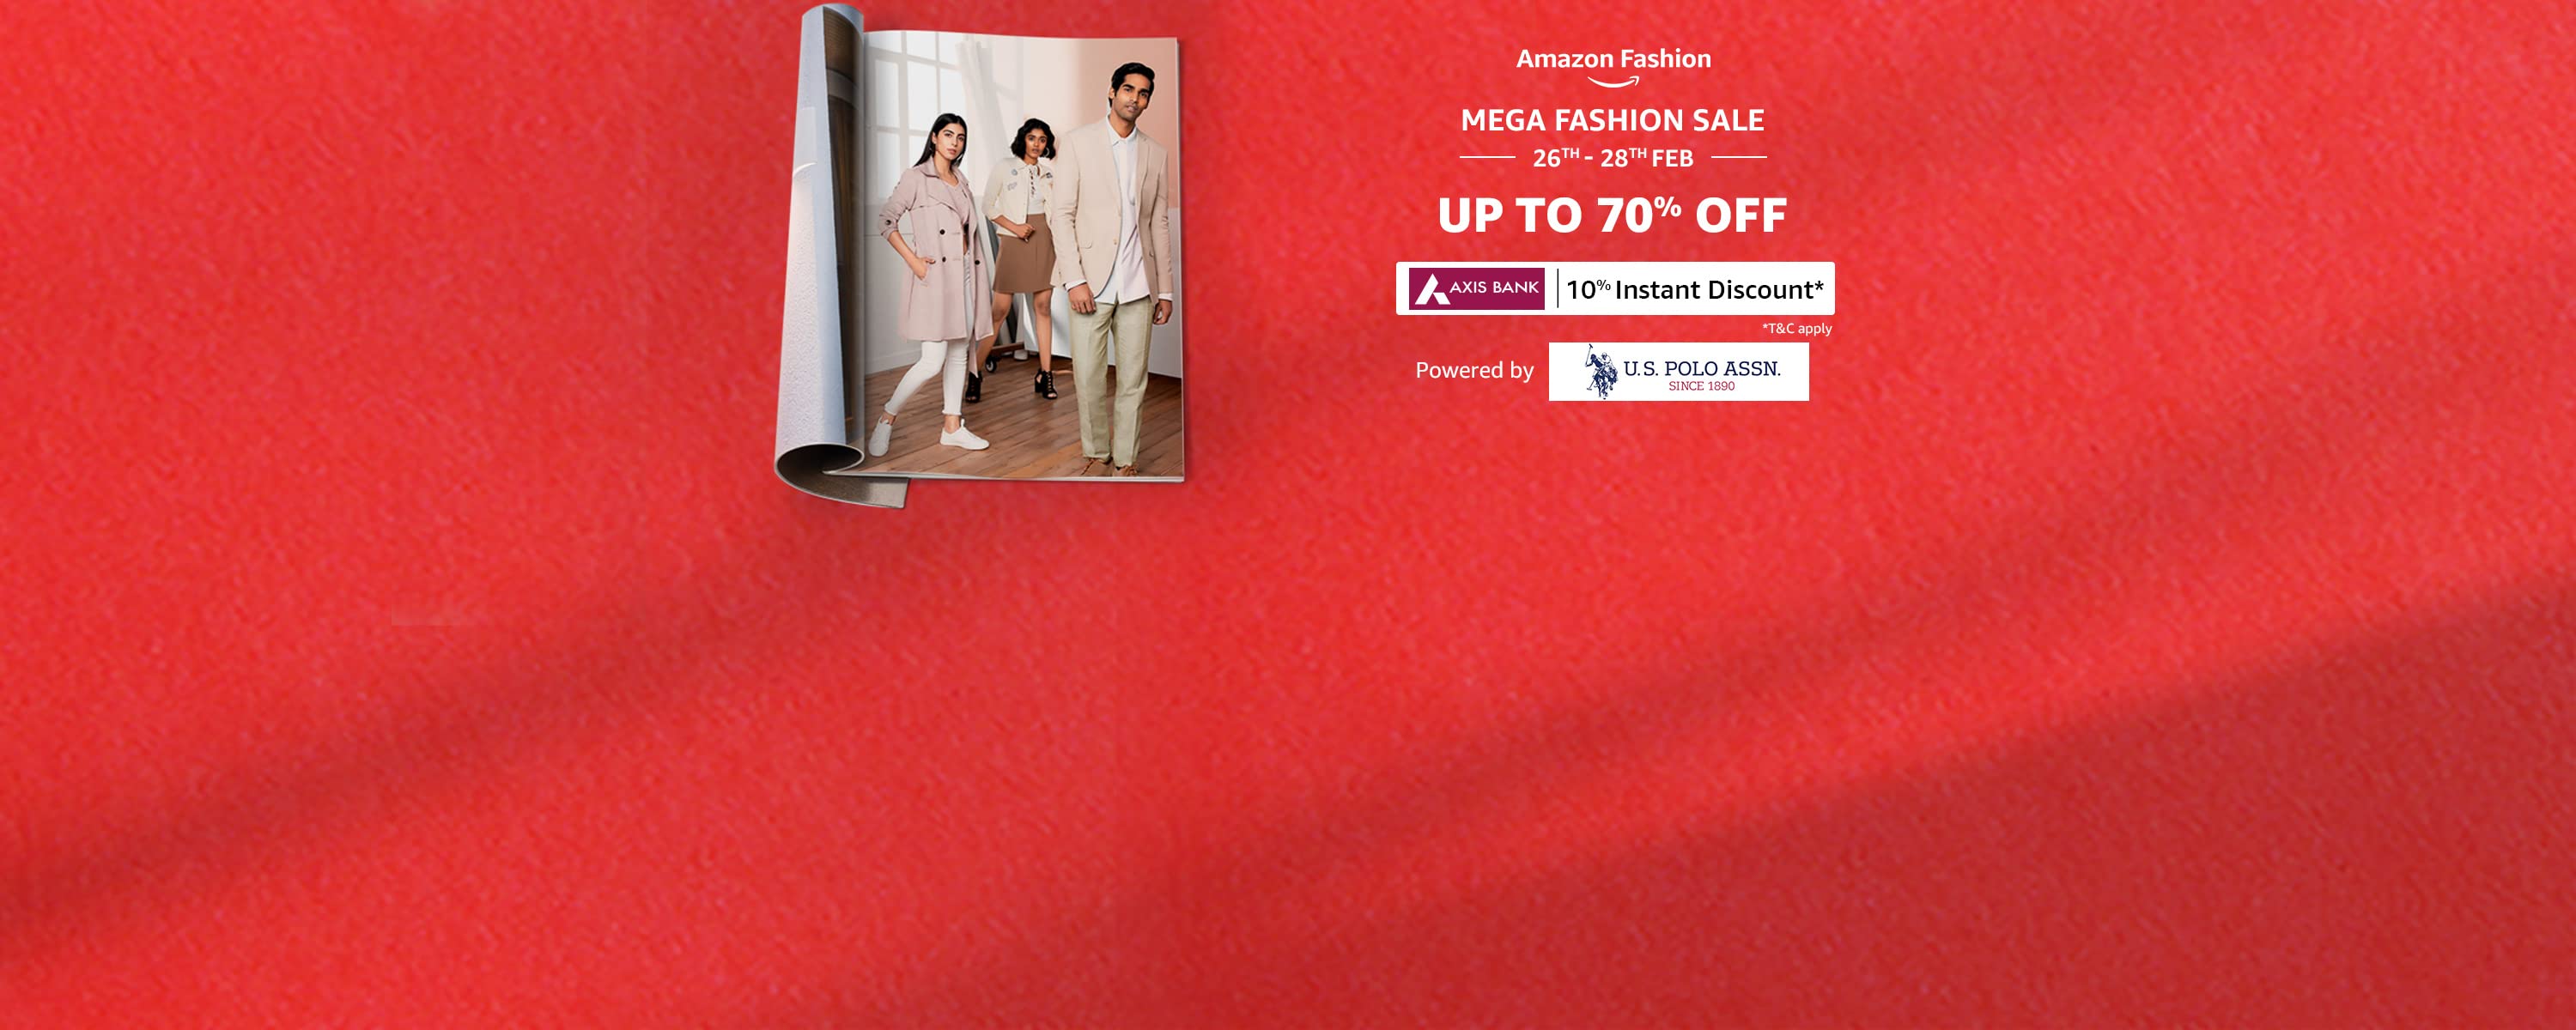 Amazon Fashion
MEGA FASHION SALE
26TH - 28TH FEB
UP TO 70% OFF
AXIS BANK | 10% Instant Discount*
*T&C apply
Powered by U.S. POLO ASSN.
SINCE 1890